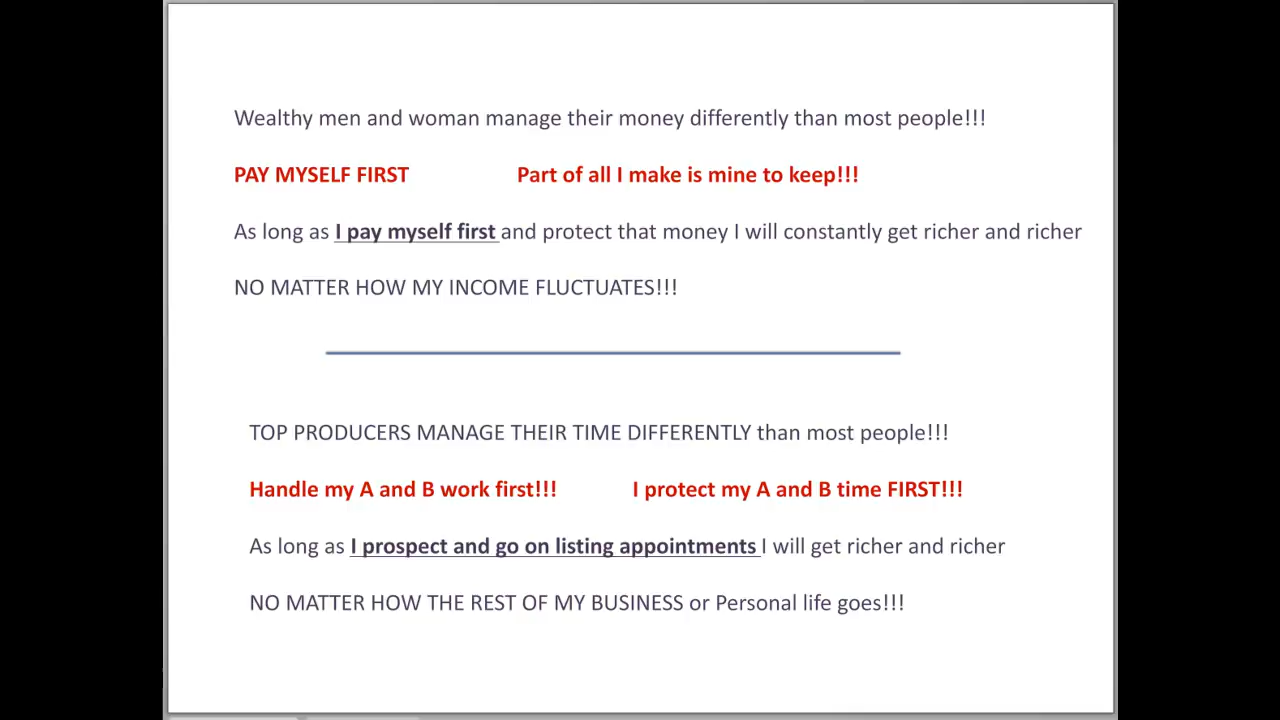 Wealthy men and woman manage their money differently than most people!!!
PAY MYSELF FIRST Part of all I make is mine to keep!!!
As long as I pay myself first and protect that money I will constantly get richer and richer
NO MATTER HOW MY INCOME FLUCTUATES!!!
TOP PRODUCERS MANAGE THEIR TIME DIFFERENTLY than most people!!!
Handle my A and B work first!!! I protect my A and B time FIRST!!!
As long as I prospect and go on listing appointments I will get richer and richer
NO MATTER HOW THE REST OF MY BUSINESS or Personal life goes!!!